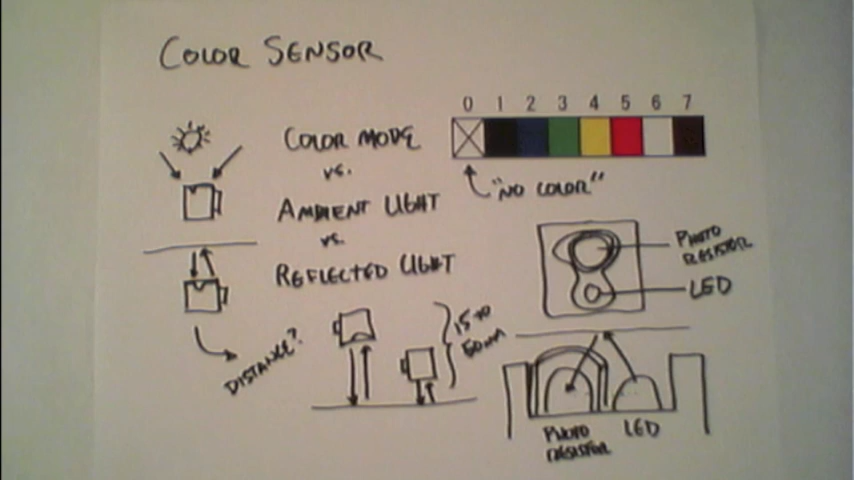 COLOR SENSOR
0 1 2 3 4 5 6 7
COLOR MODE
vs.
"NO COLOR"
AMBIENT LIGHT
vs.
REFLECTED LIGHT
PHOTO
RESISTOR
LED
DISTANCE?
15 to
50mm
PHOTO
RESISTOR
LED